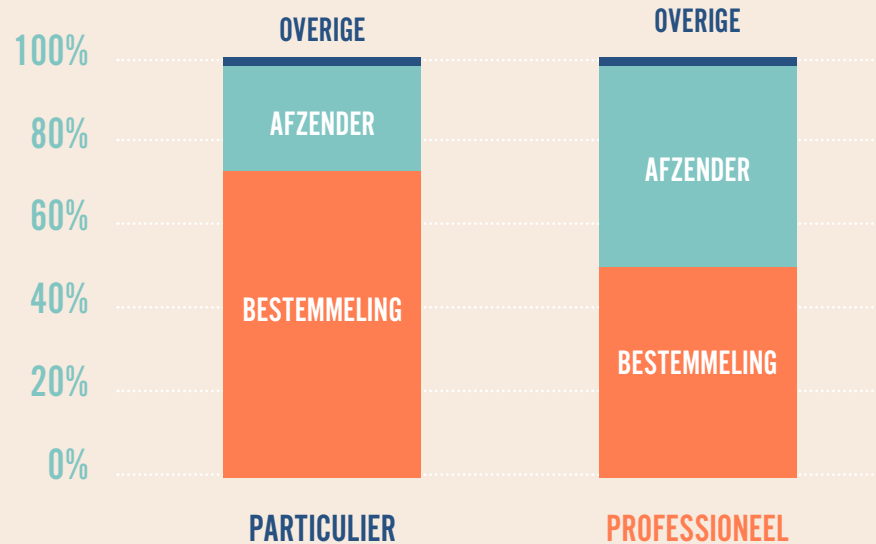 OVERIGE
OVERIGE
100%
AFZENDER
80%
AFZENDER
60%
40%
BESTEMMELING
BESTEMMELING
20%
0%
PARTICULIER
PROFESSIONEEL